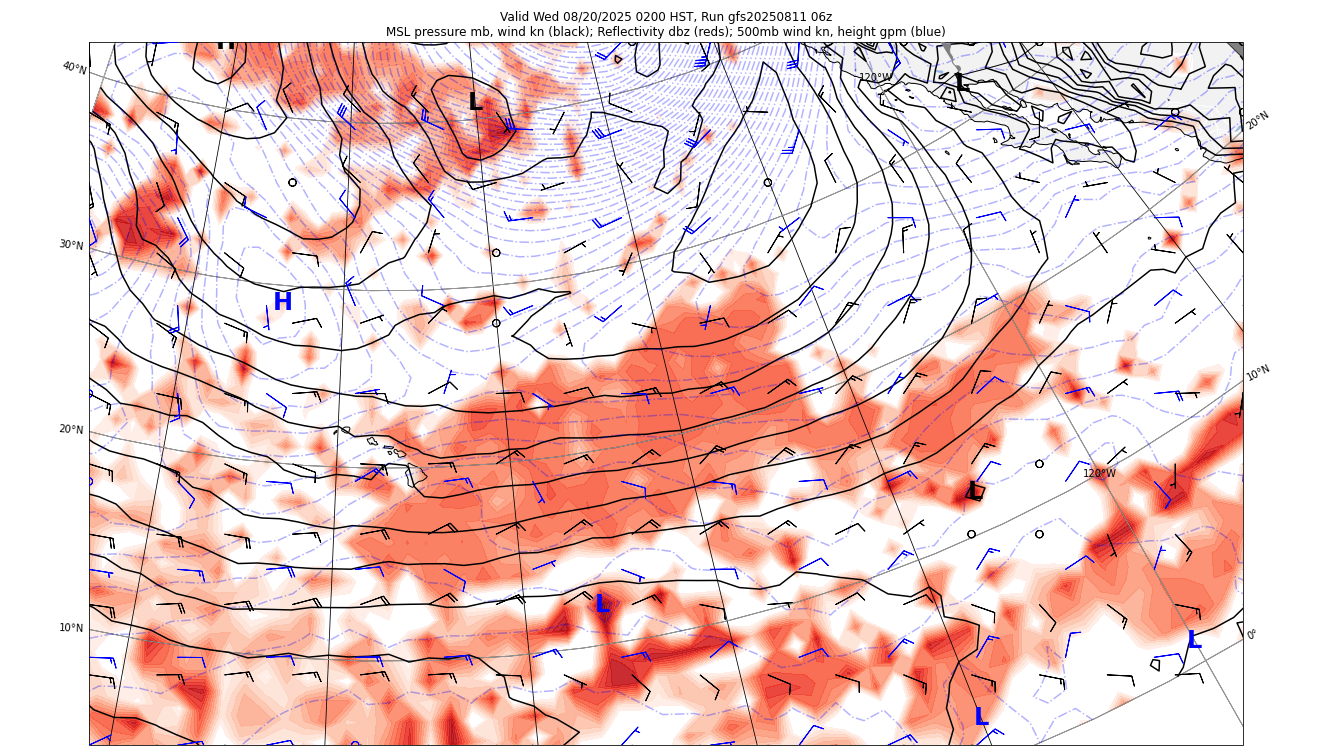 Valid Wed 08/20/2025 0200 HST, Run gfs20250811 06z
MSL pressure mb, wind kn (black); Reflectivity dbz (reds); 500mb wind kn, height gpm (blue)
H
40°N
120°W
L
L
20°N
30°N
H
10°N
20°N
120°W
L
L
10°N
0°
L
L